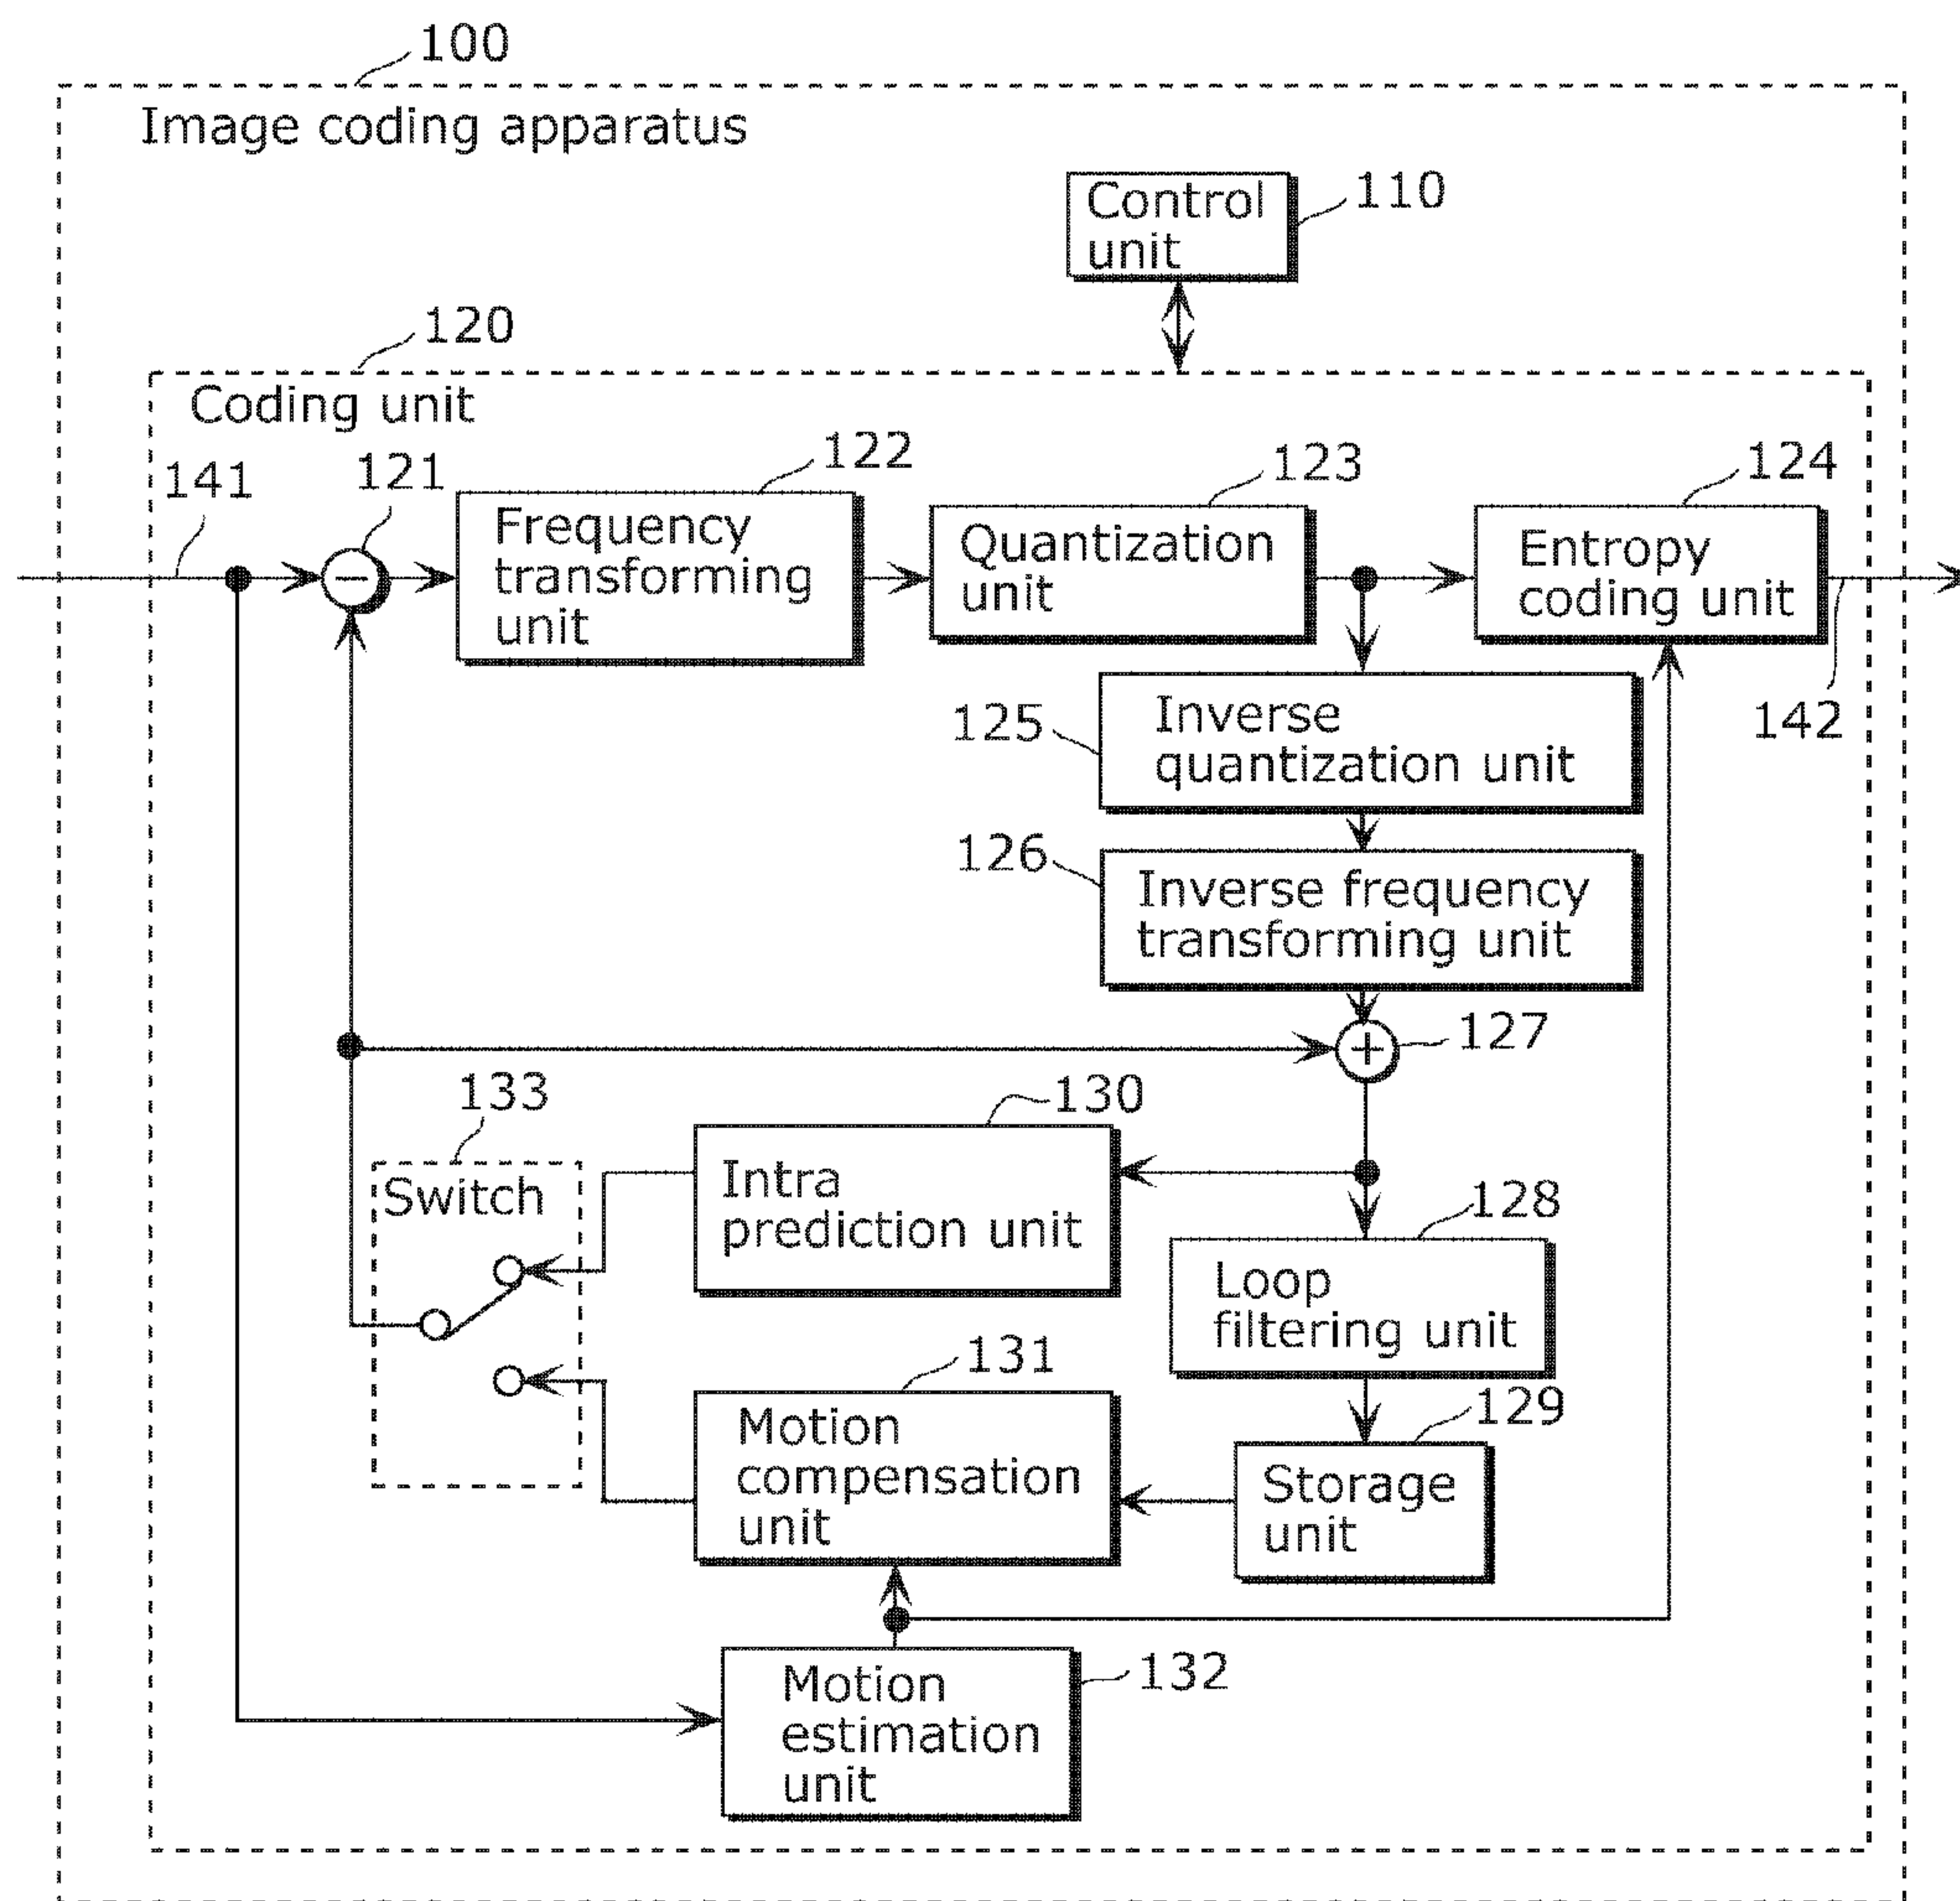 100
Image coding apparatus
Control
unit
110
120
Coding unit
141
121
122
Frequency
transforming
unit
123
Quantization
unit
124
Entropy
coding unit
142
125
Inverse
quantization unit
126
Inverse frequency
transforming unit
127
133
Switch
130
Intra
prediction unit
128
Loop
filtering unit
131
Motion
compensation
unit
129
Storage
unit
132
Motion
estimation
unit